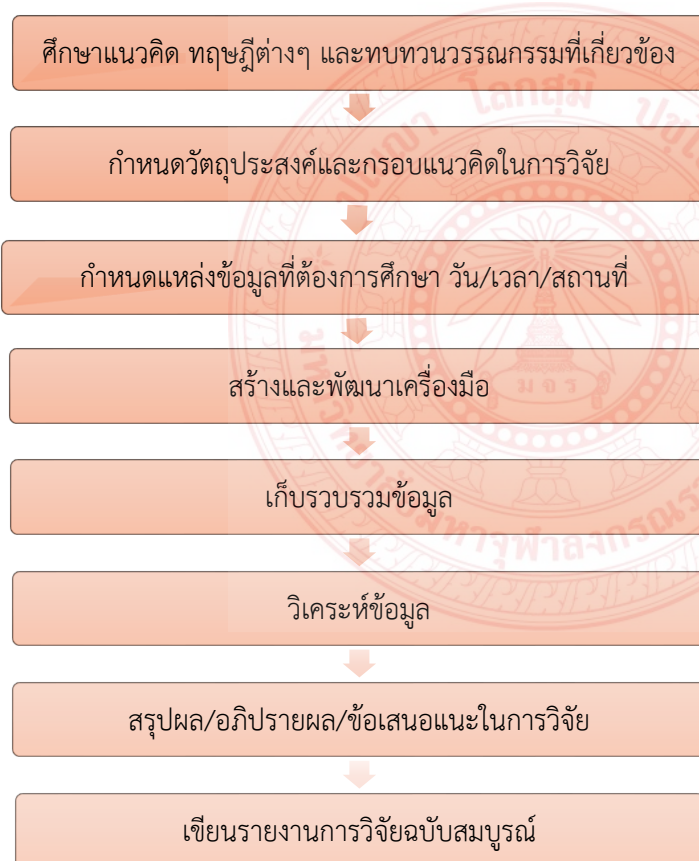 ศึกษาแนวคิด ทฤษฎีต่างๆ และทบทวนวรรณกรรมที่เกี่ยวข้อง
กำหนดวัตถุประสงค์และกรอบแนวคิดในการวิจัย
กำหนดแหล่งข้อมูลที่ต้องการศึกษา วัน/เวลา/สถานที่
สร้างและพัฒนาเครื่องมือ
เก็บรวบรวมข้อมูล
วิเคระห์ข้อมูล
สรุปผล/อภิปรายผล/ข้อเสนอแนะในการวิจัย
เขียนรายงานการวิจัยฉบับสมบูรณ์
โลกสฺมิ
มจร